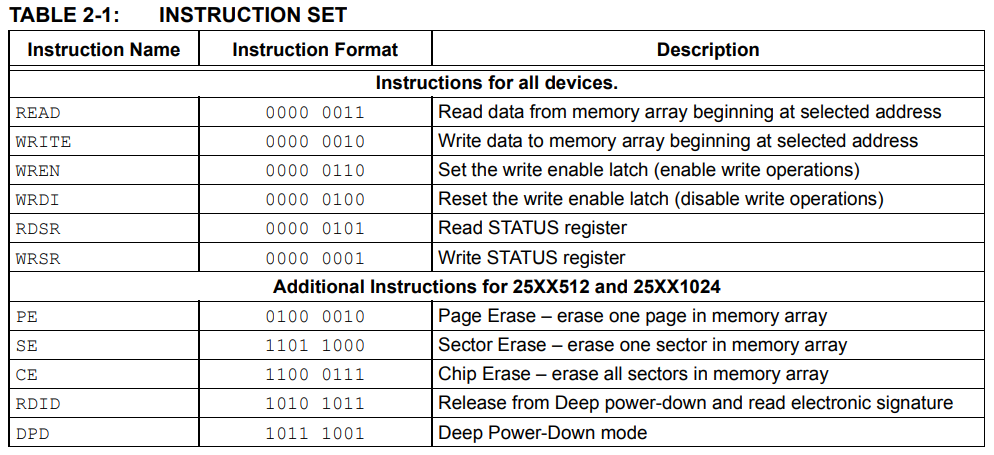 TABLE 2-1: INSTRUCTION SET
Instruction Name Instruction Format Description
Instructions for all devices.
READ 0000 0011 Read data from memory array beginning at selected address
WRITE 0000 0010 Write data to memory array beginning at selected address
WREN 0000 0110 Set the write enable latch (enable write operations)
WRDI 0000 0100 Reset the write enable latch (disable write operations)
RDSR 0000 0101 Read STATUS register
WRSR 0000 0001 Write STATUS register
Additional Instructions for 25XX512 and 25XX1024
PE 0100 0010 Page Erase – erase one page in memory array
SE 1101 1000 Sector Erase – erase one sector in memory array
CE 1100 0111 Chip Erase – erase all sectors in memory array
RDID 1010 1011 Release from Deep power-down and read electronic signature
DPD 1011 1001 Deep Power-Down mode